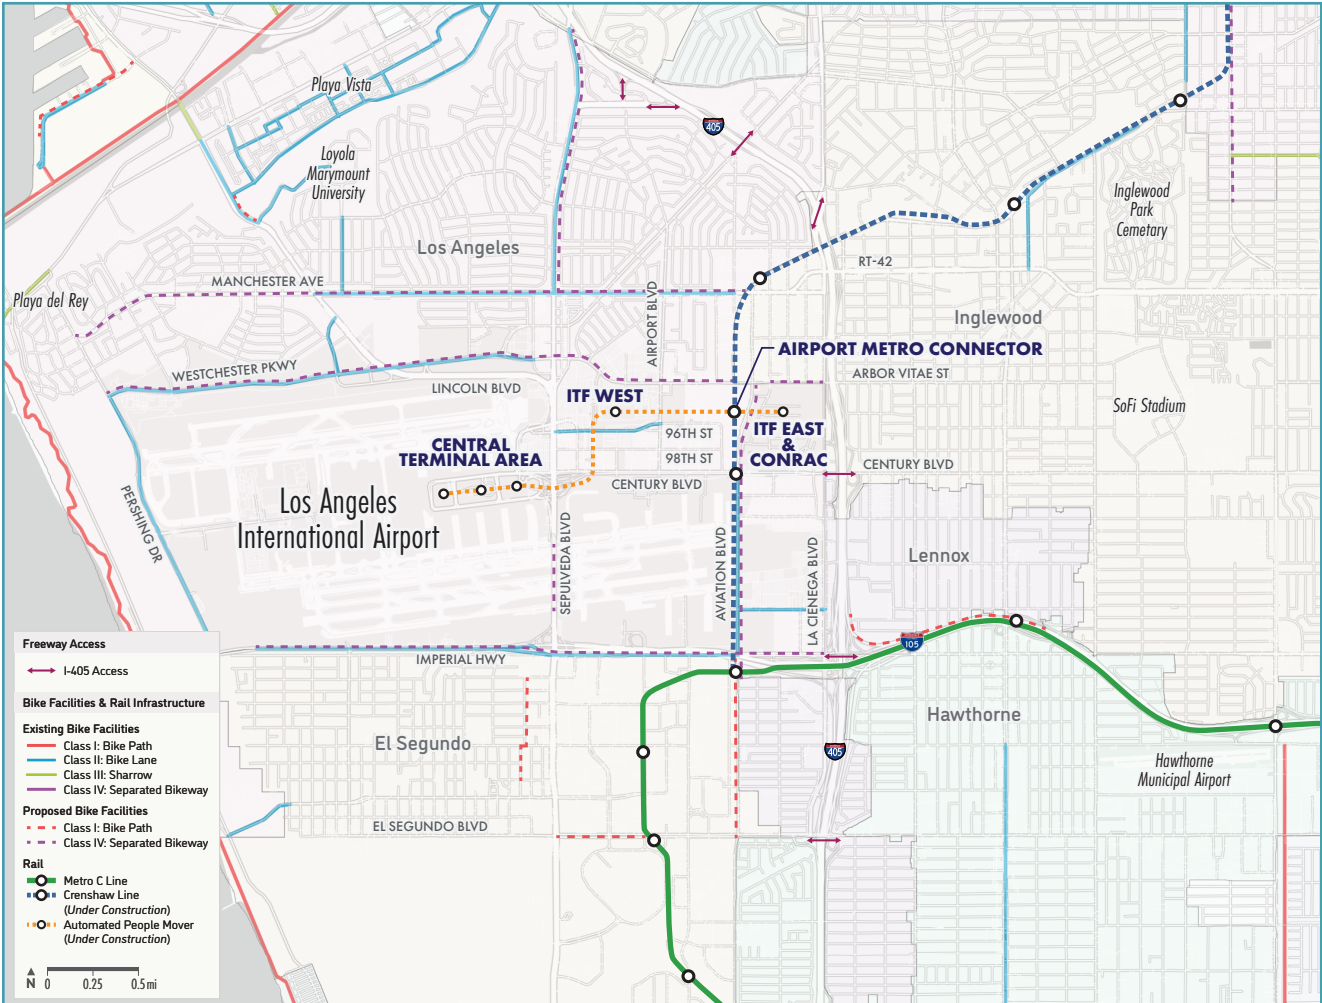 Playa Vista
405
Loyola
Marymount
University
Inglewood
Park
Cemetary
Los Angeles
RT-42
MANCHESTER AVE
Playa del Rey
AIRPORT BLVD
Inglewood
AIRPORT METRO CONNECTOR
WESTCHESTER PKWY
ARBOR VITAE ST
LINCOLN BLVD
ITF WEST
SoFi Stadium
96TH ST
ITF EAST
&
CONRAC
CENTRAL
TERMINAL AREA
98TH ST
CENTURY BLVD
CENTURY BLVD
PERSHING DR
Los Angeles
International Airport
SEPULVEDA BLVD
AVIATION BLVD
LA CIENEGA BLVD
Lennox
105
IMPERIAL HWY
El Segundo
Hawthorne
405
Hawthorne
Municipal Airport
EL SEGUNDO BLVD
Freeway Access
I-405 Access
Bike Facilities & Rail Infrastructure
Existing Bike Facilities
Class I: Bike Path
Class II: Bike Lane
Class III: Sharrow
Class IV: Separated Bikeway
Proposed Bike Facilities
Class I: Bike Path
Class IV: Separated Bikeway
Rail
Metro C Line
Crenshaw Line
(Under Construction)
Automated People Mover
(Under Construction)
N 0 0.25 0.5 mi